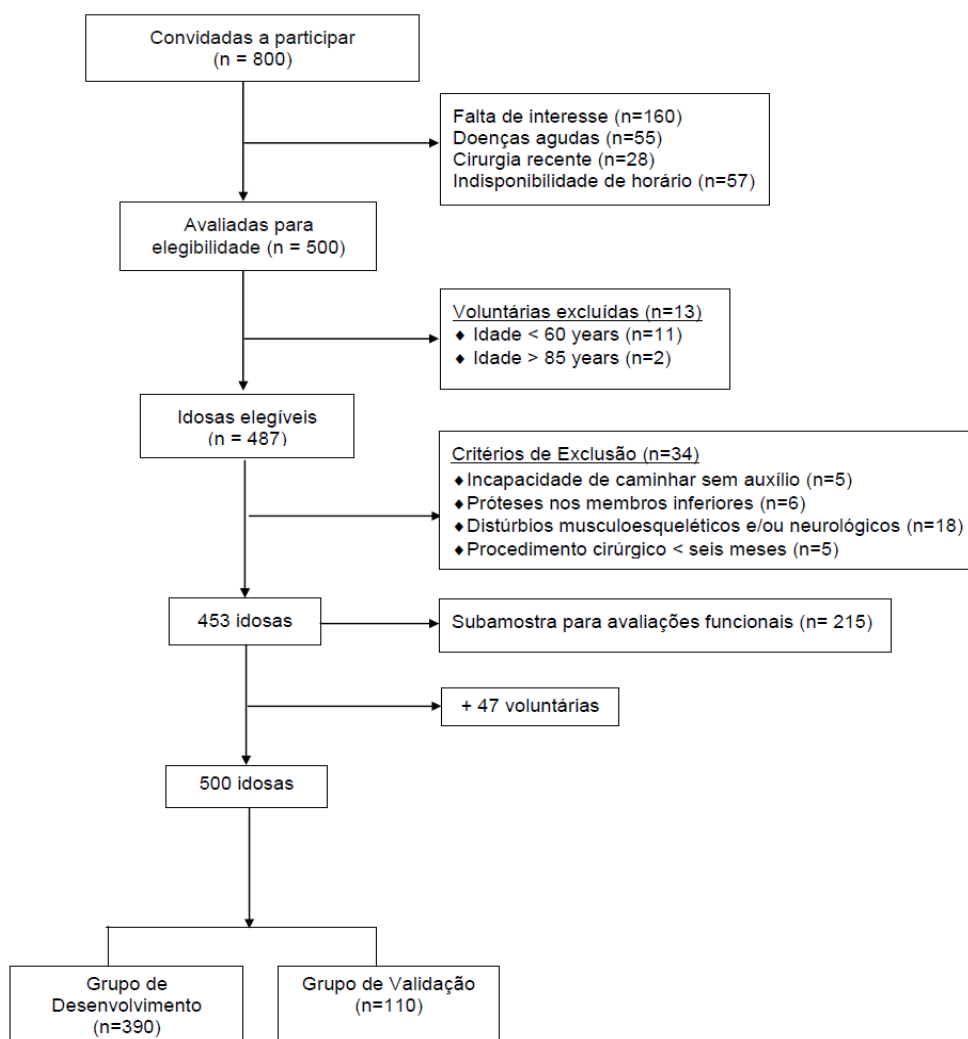 Convidadas a participar
(n = 800)
Falta de interesse (n=160)
Doenças agudas (n=55)
Cirurgia recente (n=28)
Indisponibilidade de horário (n=57)
Avaliadas para
elegibilidade (n = 500)
Voluntárias excluídas (n=13)
♦ Idade < 60 years (n=11)
♦ Idade > 85 years (n=2)
Idosas elegíveis
(n = 487)
Critérios de Exclusão (n=34)
♦ Incapacidade de caminhar sem auxílio (n=5)
♦ Próteses nos membros inferiores (n=6)
♦ Distúrbios musculoesqueléticos e/ou neurológicos (n=18)
♦ Procedimento cirúrgico < seis meses (n=5)
453 idosas
Subamostra para avaliações funcionais (n= 215)
+ 47 voluntárias
500 idosas
Grupo de
Desenvolvimento
(n=390)
Grupo de Validação
(n=110)